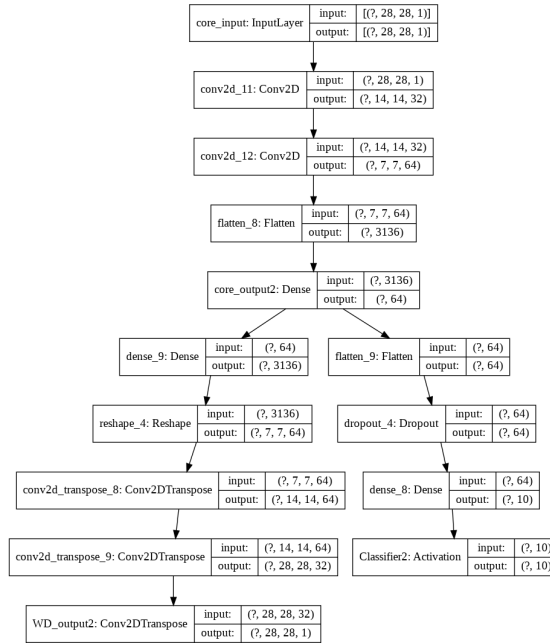 core_input: InputLayer
input: [(?, 28, 28, 1)]
output: [(?, 28, 28, 1)]
conv2d_11: Conv2D
input: (?, 28, 28, 1)
output: (?, 14, 14, 32)
conv2d_12: Conv2D
input: (?, 14, 14, 32)
output: (?, 7, 7, 64)
flatten_8: Flatten
input: (?, 7, 7, 64)
output: (?, 3136)
core_output2: Dense
input: (?, 3136)
output: (?, 64)
dense_9: Dense
input: (?, 64)
output: (?, 3136)
flatten_9: Flatten
input: (?, 64)
output: (?, 64)
reshape_4: Reshape
input: (?, 3136)
output: (?, 7, 7, 64)
dropout_4: Dropout
input: (?, 64)
output: (?, 64)
conv2d_transpose_8: Conv2DTranspose
input: (?, 7, 7, 64)
output: (?, 14, 14, 64)
dense_8: Dense
input: (?, 64)
output: (?, 10)
conv2d_transpose_9: Conv2DTranspose
input: (?, 14, 14, 64)
output: (?, 28, 28, 32)
Classifier2: Activation
input: (?, 10)
output: (?, 10)
WD_output2: Conv2DTranspose
input: (?, 28, 28, 32)
output: (?, 28, 28, 1)